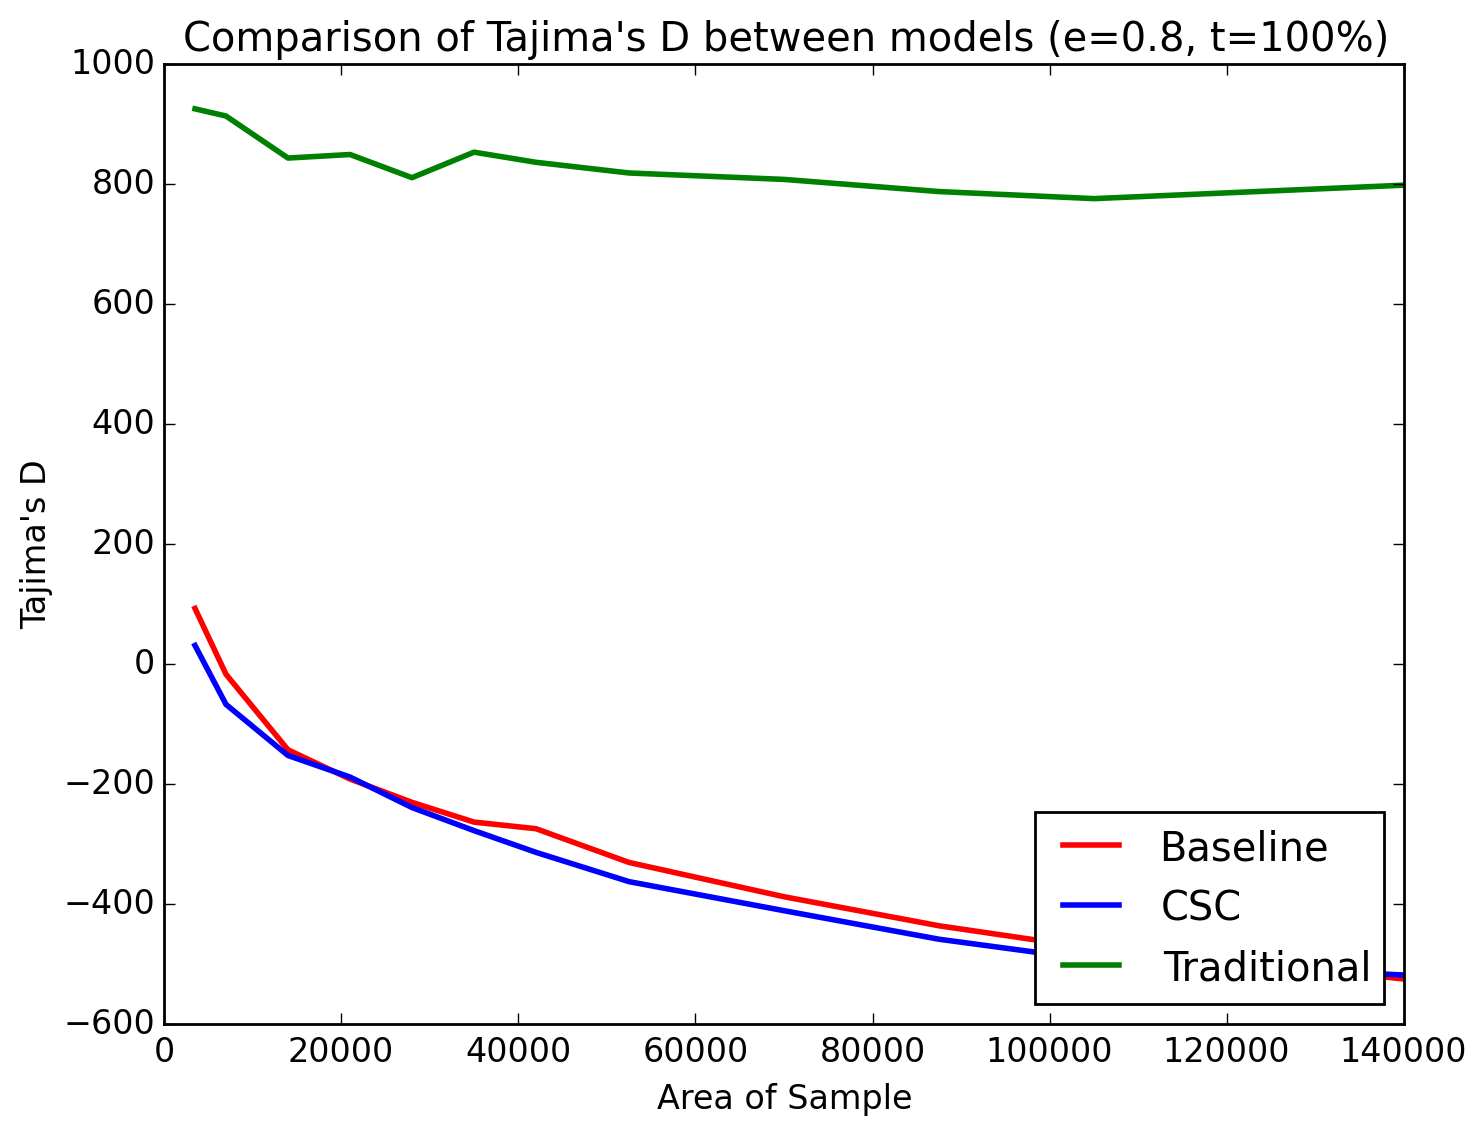 Comparison of Tajima's D between models (e=0.8, t=100%)
1000
800
600
400
200
0
−200
−400
−600
Tajima's D
Baseline
CSC
Traditional
0 20000 40000 60000 80000 100000 120000 140000
Area of Sample